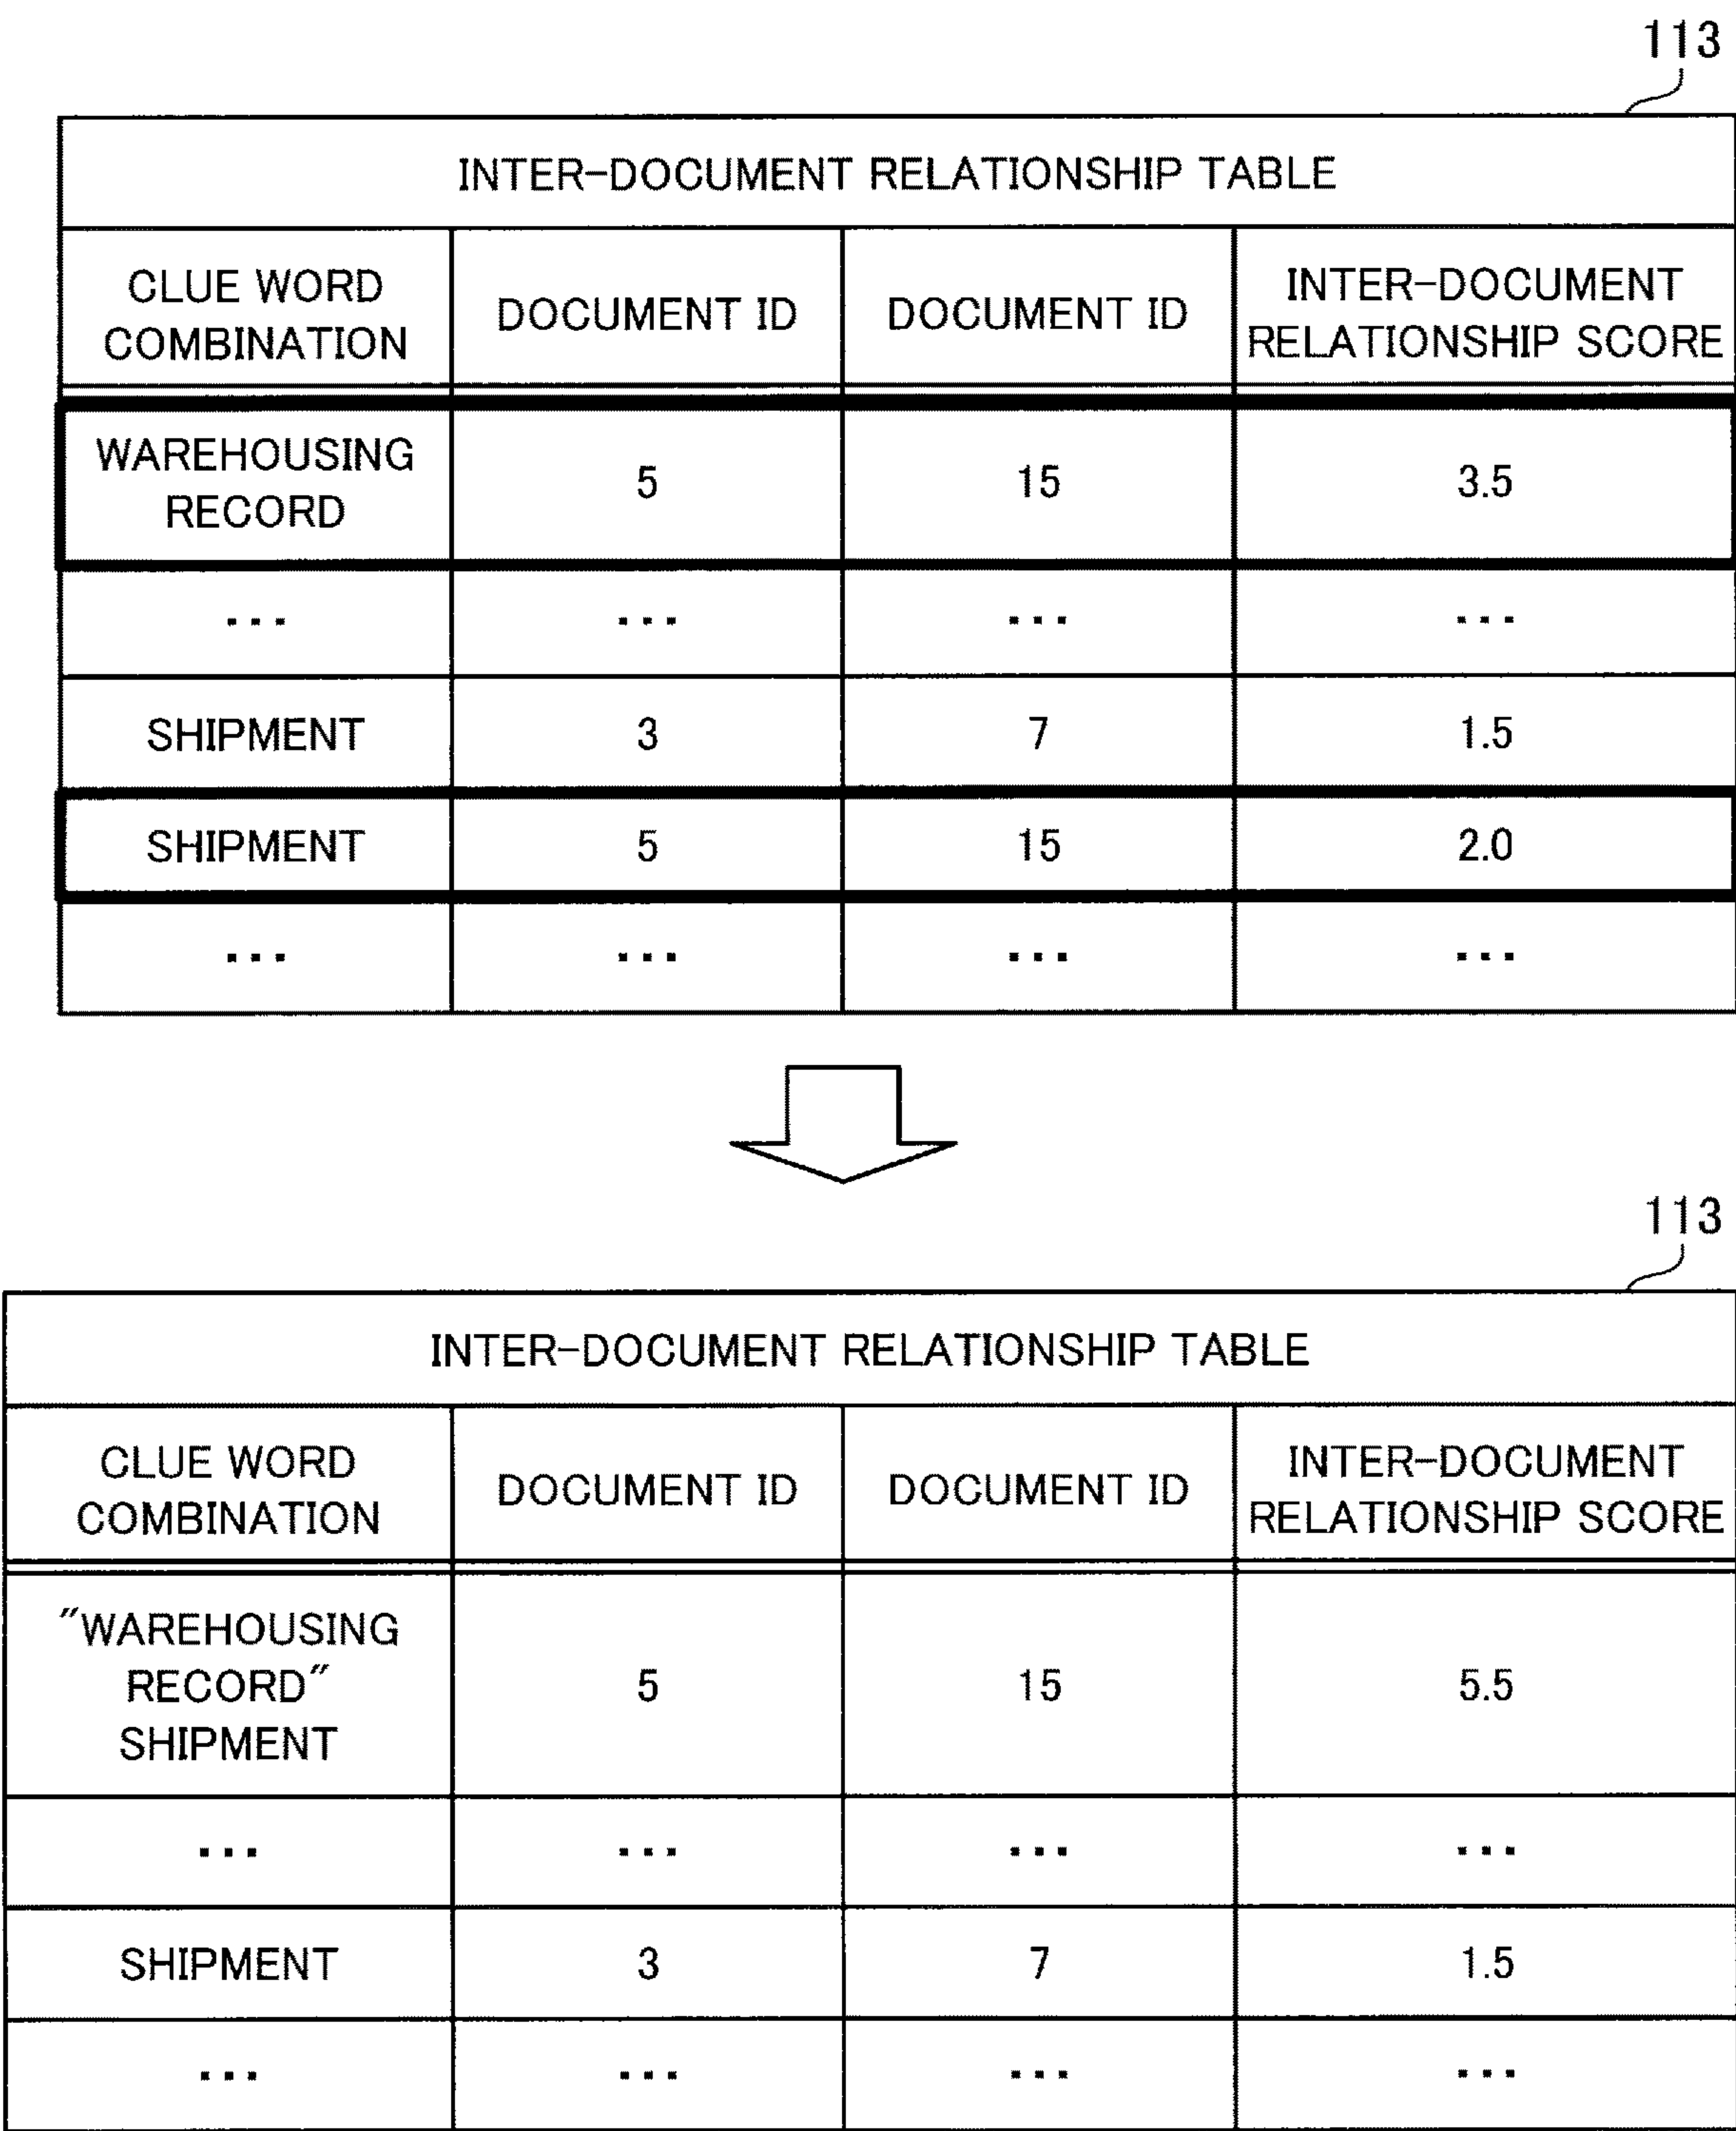 113
INTER-DOCUMENT RELATIONSHIP TABLE
CLUE WORD
COMBINATION
DOCUMENT ID
DOCUMENT ID
INTER-DOCUMENT
RELATIONSHIP SCORE
WAREHOUSING
RECORD
5
15
3.5
... ... ... ...
SHIPMENT 3 7 1.5
SHIPMENT 5 15 2.0
... ... ... ...
113
INTER-DOCUMENT RELATIONSHIP TABLE
CLUE WORD
COMBINATION
DOCUMENT ID
DOCUMENT ID
INTER-DOCUMENT
RELATIONSHIP SCORE
"WAREHOUSING
RECORD"
SHIPMENT
5
15
5.5
... ... ... ...
SHIPMENT 3 7 1.5
... ... ... ...